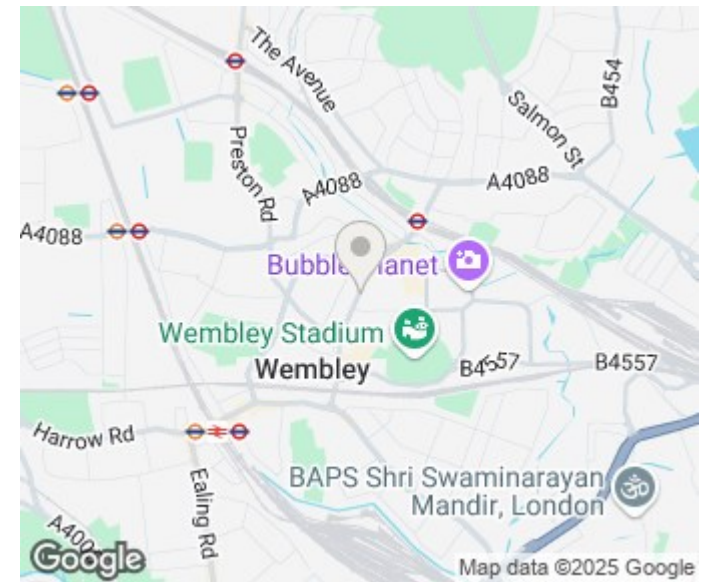 The Avenue
B454
Salmon St
Preston Rd
A4088
A4088
A4088
Bubble Planet
Wembley Stadium
Wembley
B4557
B4557
Harrow Rd
Ealing Rd
BAPS Shri Swaminarayan
Mandir, London
Google
Map data ©2025 Google